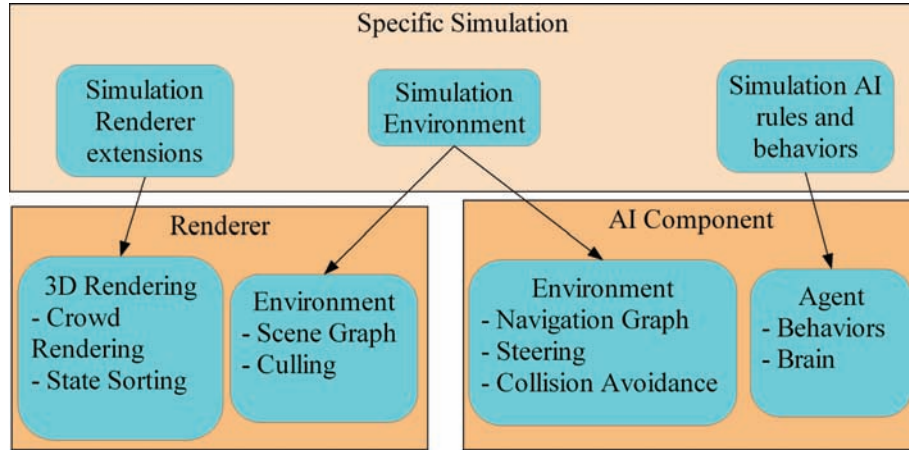 Specific Simulation
Simulation
Renderer
extensions
Simulation
Environment
Simulation AI
rules and
behaviors
Renderer
3D Rendering
- Crowd
Rendering
- State Sorting
Environment
- Scene Graph
- Culling
AI Component
Environment
- Navigation Graph
- Steering
- Collision Avoidance
Agent
- Behaviors
- Brain